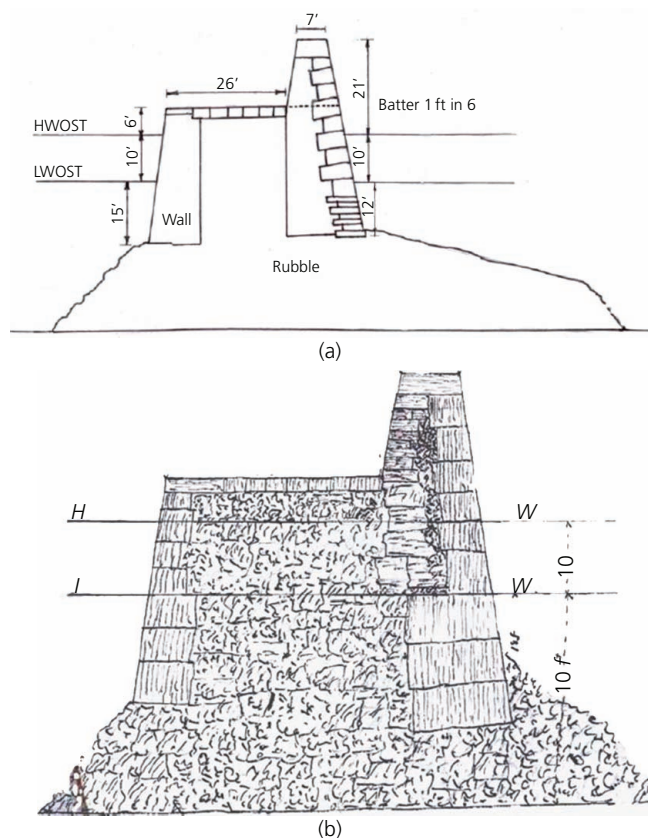 7'
26'
21'
Batter 1 ft in 6
6'
HWOST
10'
10'
LWOST
15'
12'
Wall
Rubble
(a)
H W
10
I W
10 f
(b)